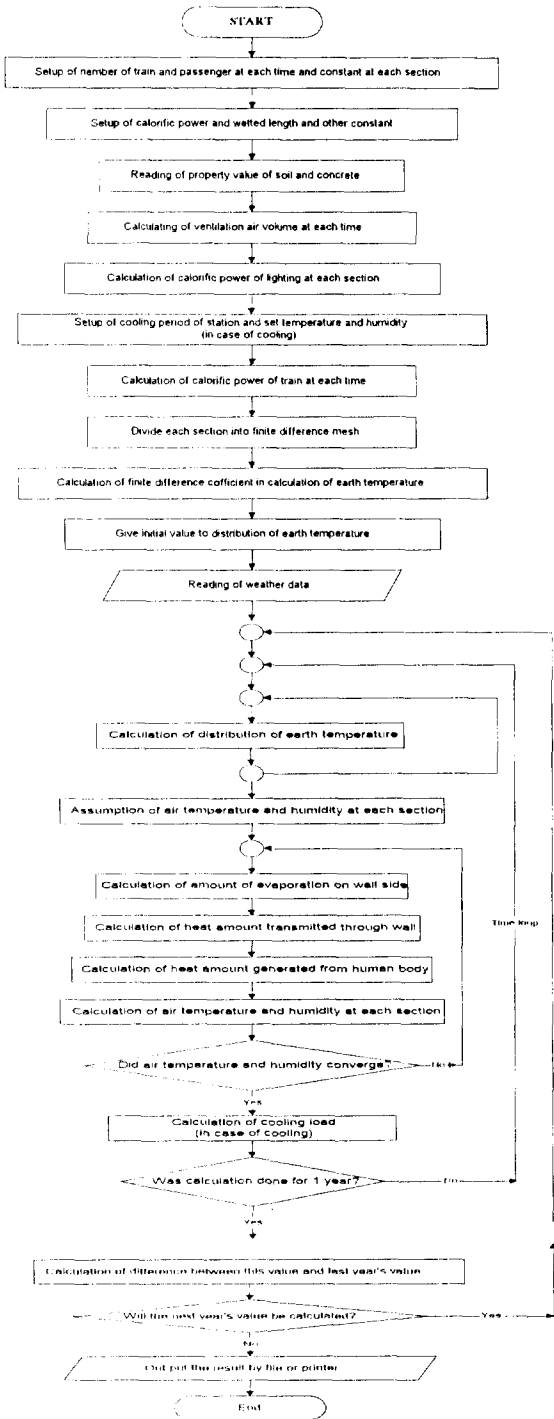 START
Setup of nember of train and passenger at each time and constant at each section
Setup of calorific power and wetted length and other constant
Reading of property value of soil and concrete
Calculating of ventilation air volume at each time
Calculation of calorific power of lighting at each section
Setup of cooling period of station and set temperature and humidity
(in case of cooling)
Calculation of calorific power of train at each time
Divide each section into finite difference mesh
Calculation of finite difference cofficient in calculation of earth temperature
Give initial value to distribution of earth temperature
Reading of weather data
Calculation of distribution of earth temperature
Assumption of air temperature and humidity at each section
Calculation of amount of evaporation on wall side
Calculation of heat amount transmitted through wall
Time loop
Calculation of heat amount generated from human body
Calculation of air temperature and humidity at each section
Did air temperature and humidity converge?
No
Yes
Calculation of cooling load
(in case of cooling)
Was calculation done for 1 year?
No
Yes
Calculation of difference between this value and last year's value
Will the next year's value be calculated?
Yes
No
Out put the result by file or printer
End